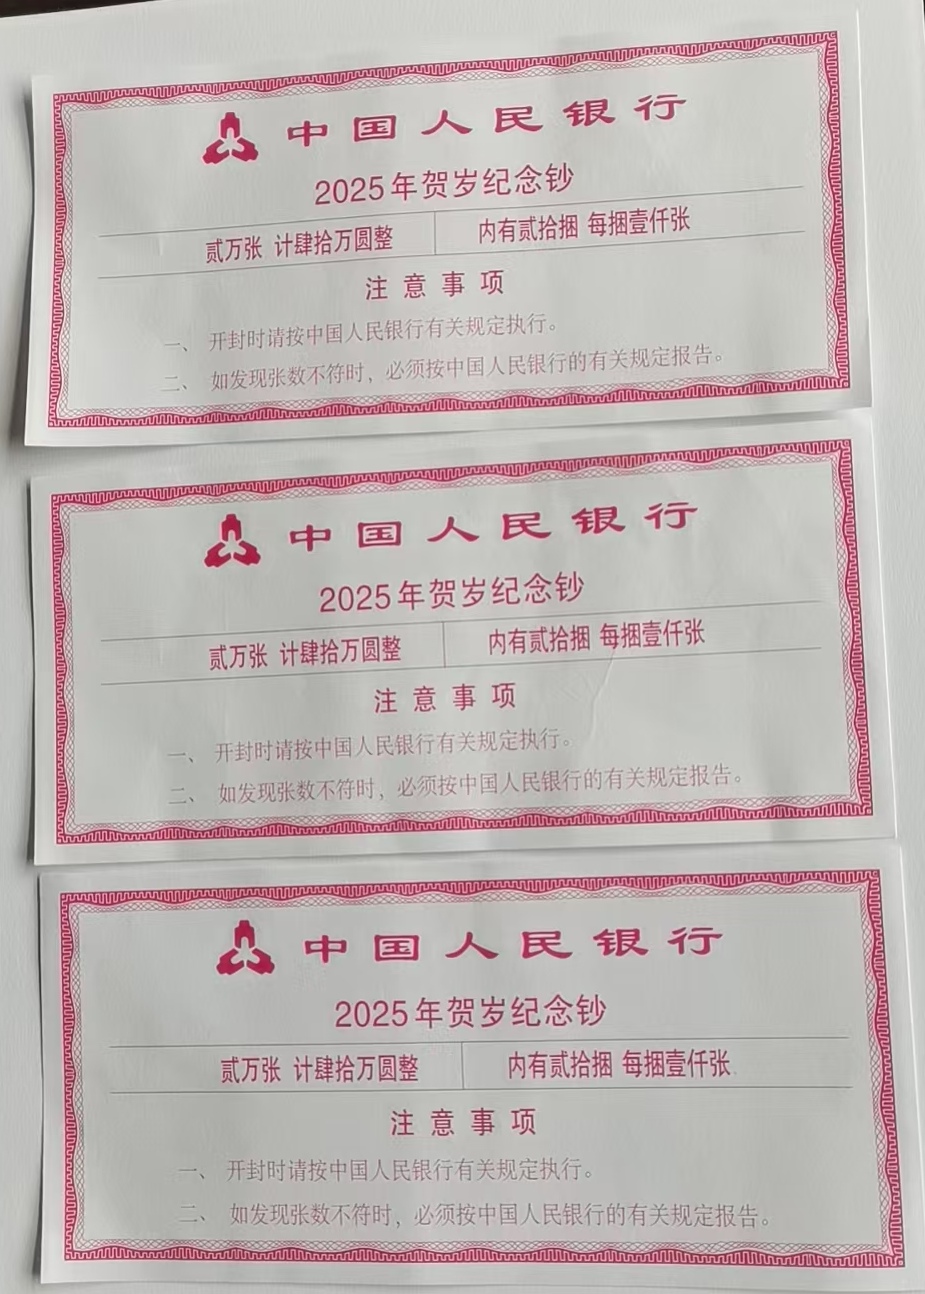 中国人民银行
2025年贺岁纪念钞
贰万张 计肆拾万圆整 内有贰拾捆 每捆壹仟张
注意事项
一、 开封时请按中国人民银行有关规定执行。
二、 如发现张数不符时，必须按中国人民银行的有关规定报告。
中国人民银行
2025年贺岁纪念钞
贰万张 计肆拾万圆整 内有贰拾捆 每捆壹仟张
注意事项
一、 开封时请按中国人民银行有关规定执行。
二、 如发现张数不符时，必须按中国人民银行的有关规定报告。
中国人民银行
2025年贺岁纪念钞
贰万张 计肆拾万圆整 内有贰拾捆 每捆壹仟张
注意事项
一、 开封时请按中国人民银行有关规定执行。
二、 如发现张数不符时，必须按中国人民银行的有关规定报告。